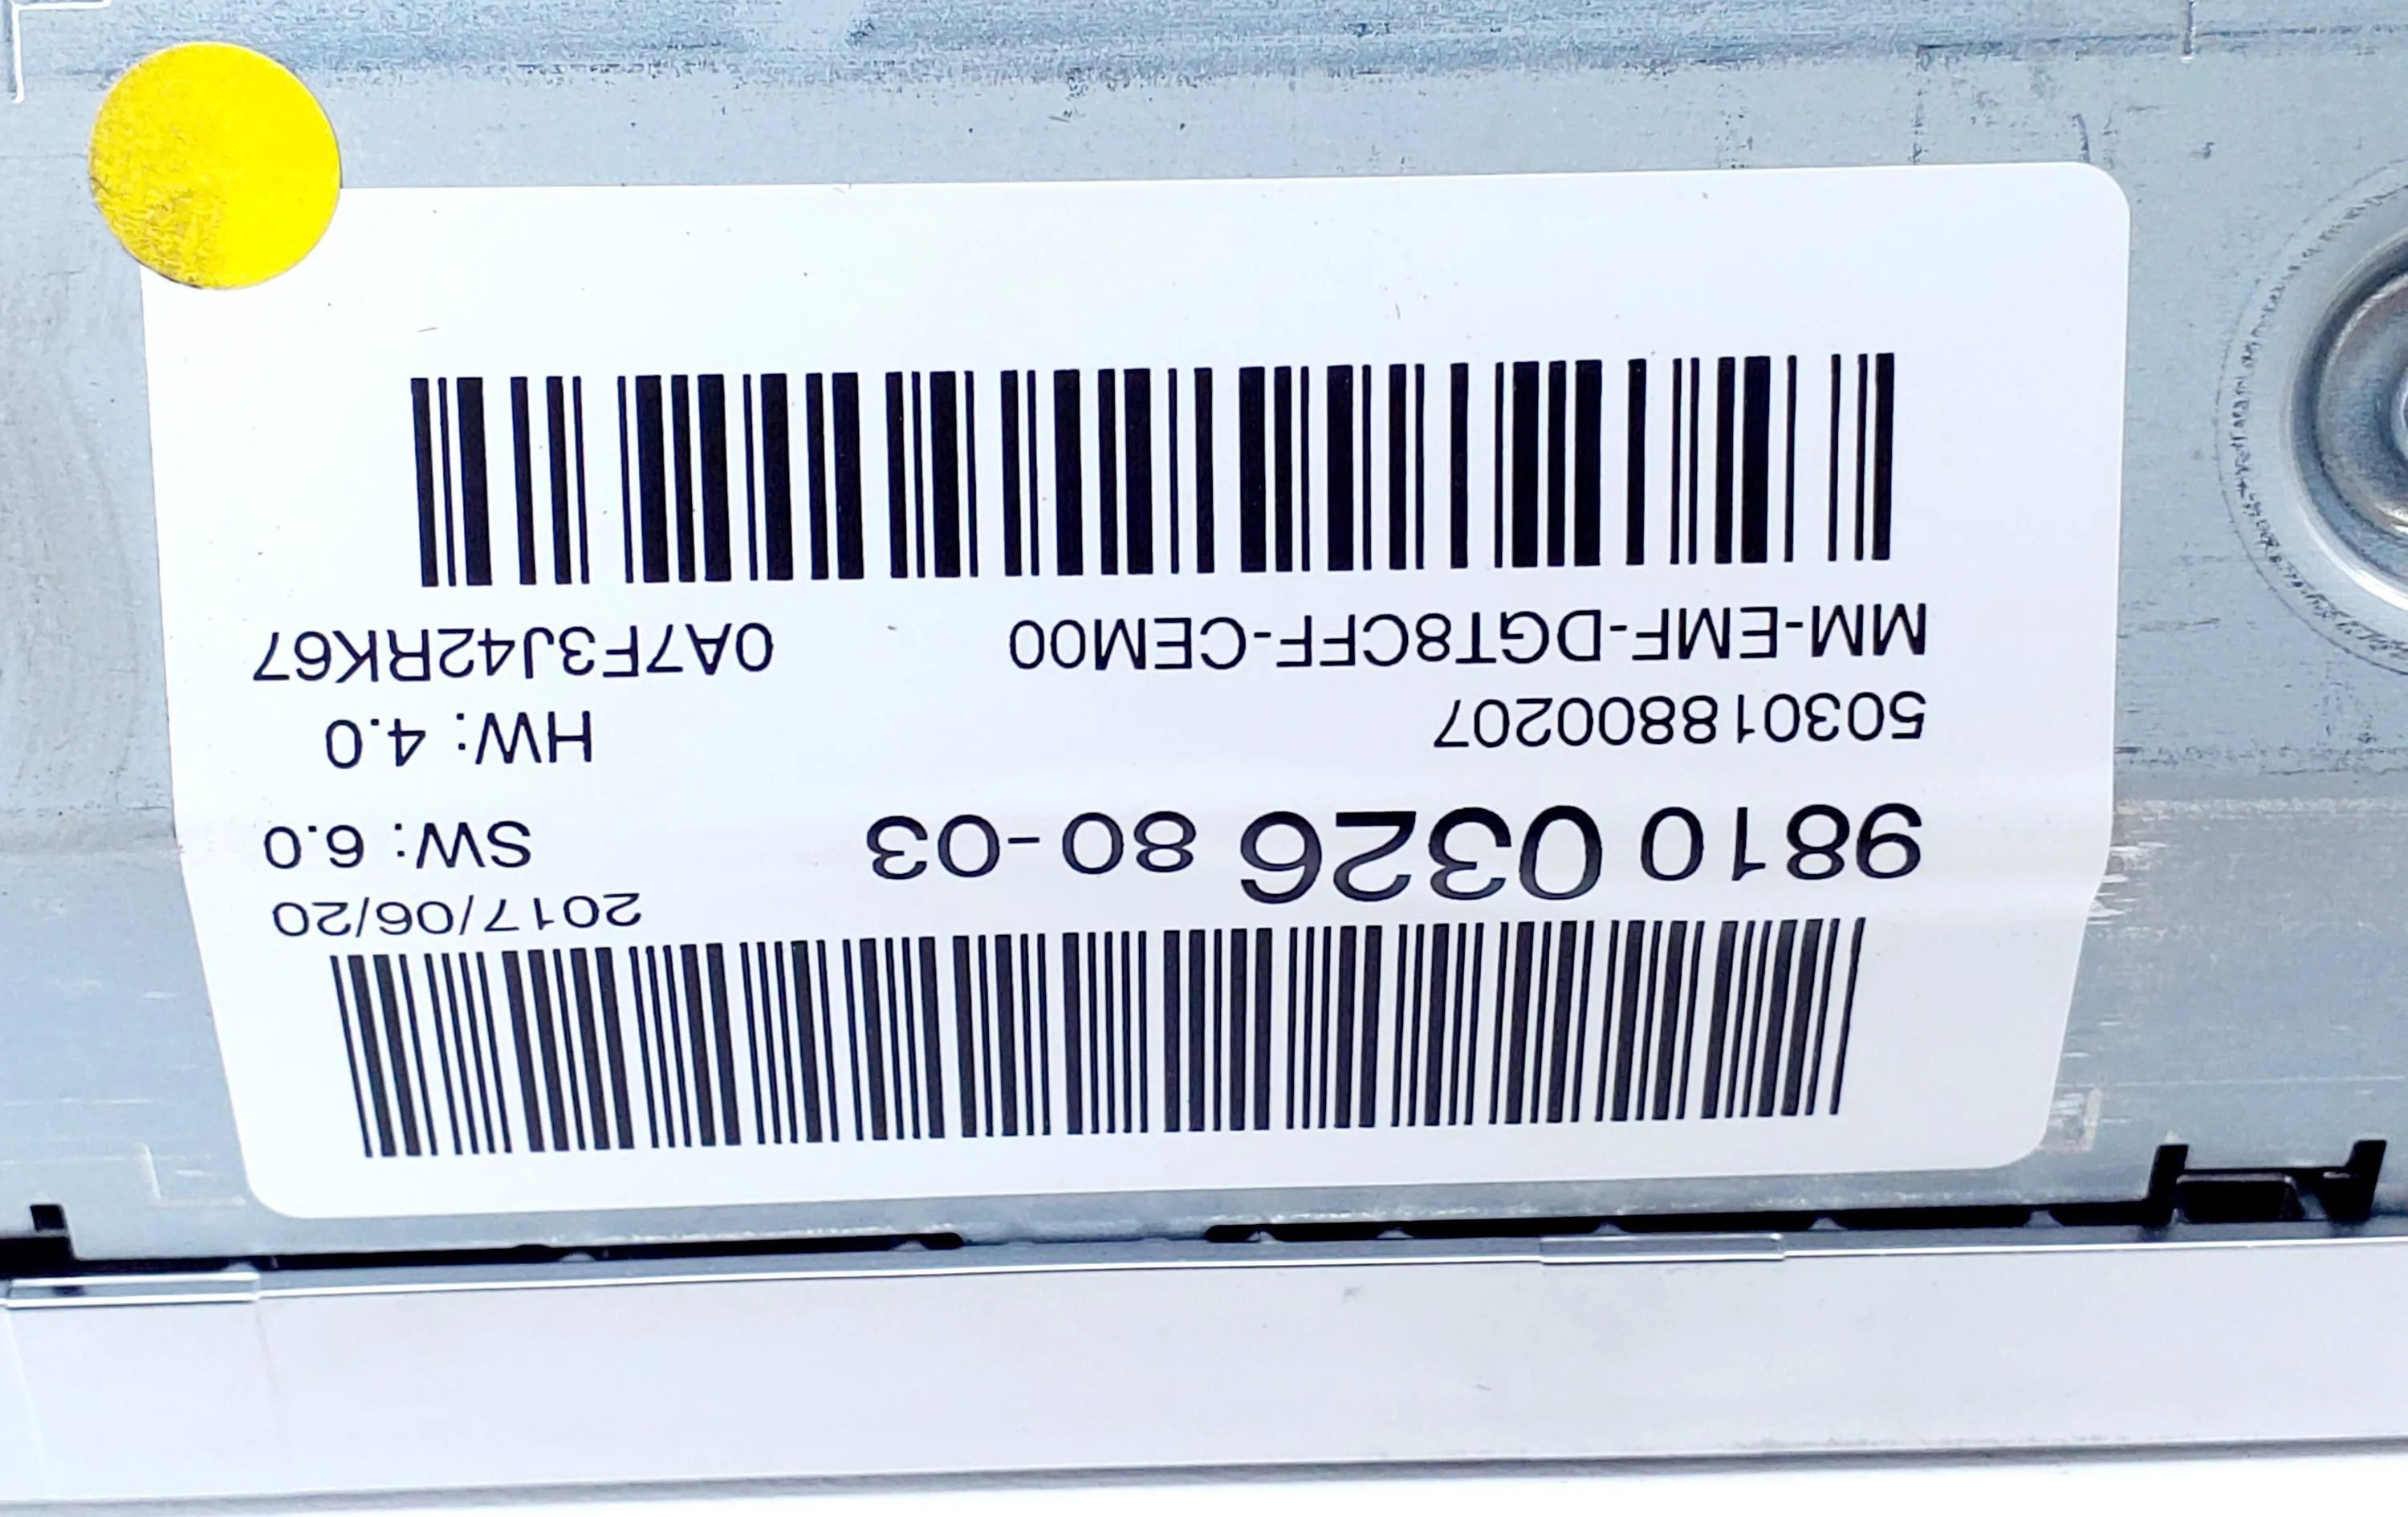 2017/06/20
9810 0326 80-03 SW: 6.0
503018800207 HW: 4.0
MM-EMF-DGT8CFF-CEM00 0A7F3J42RK67